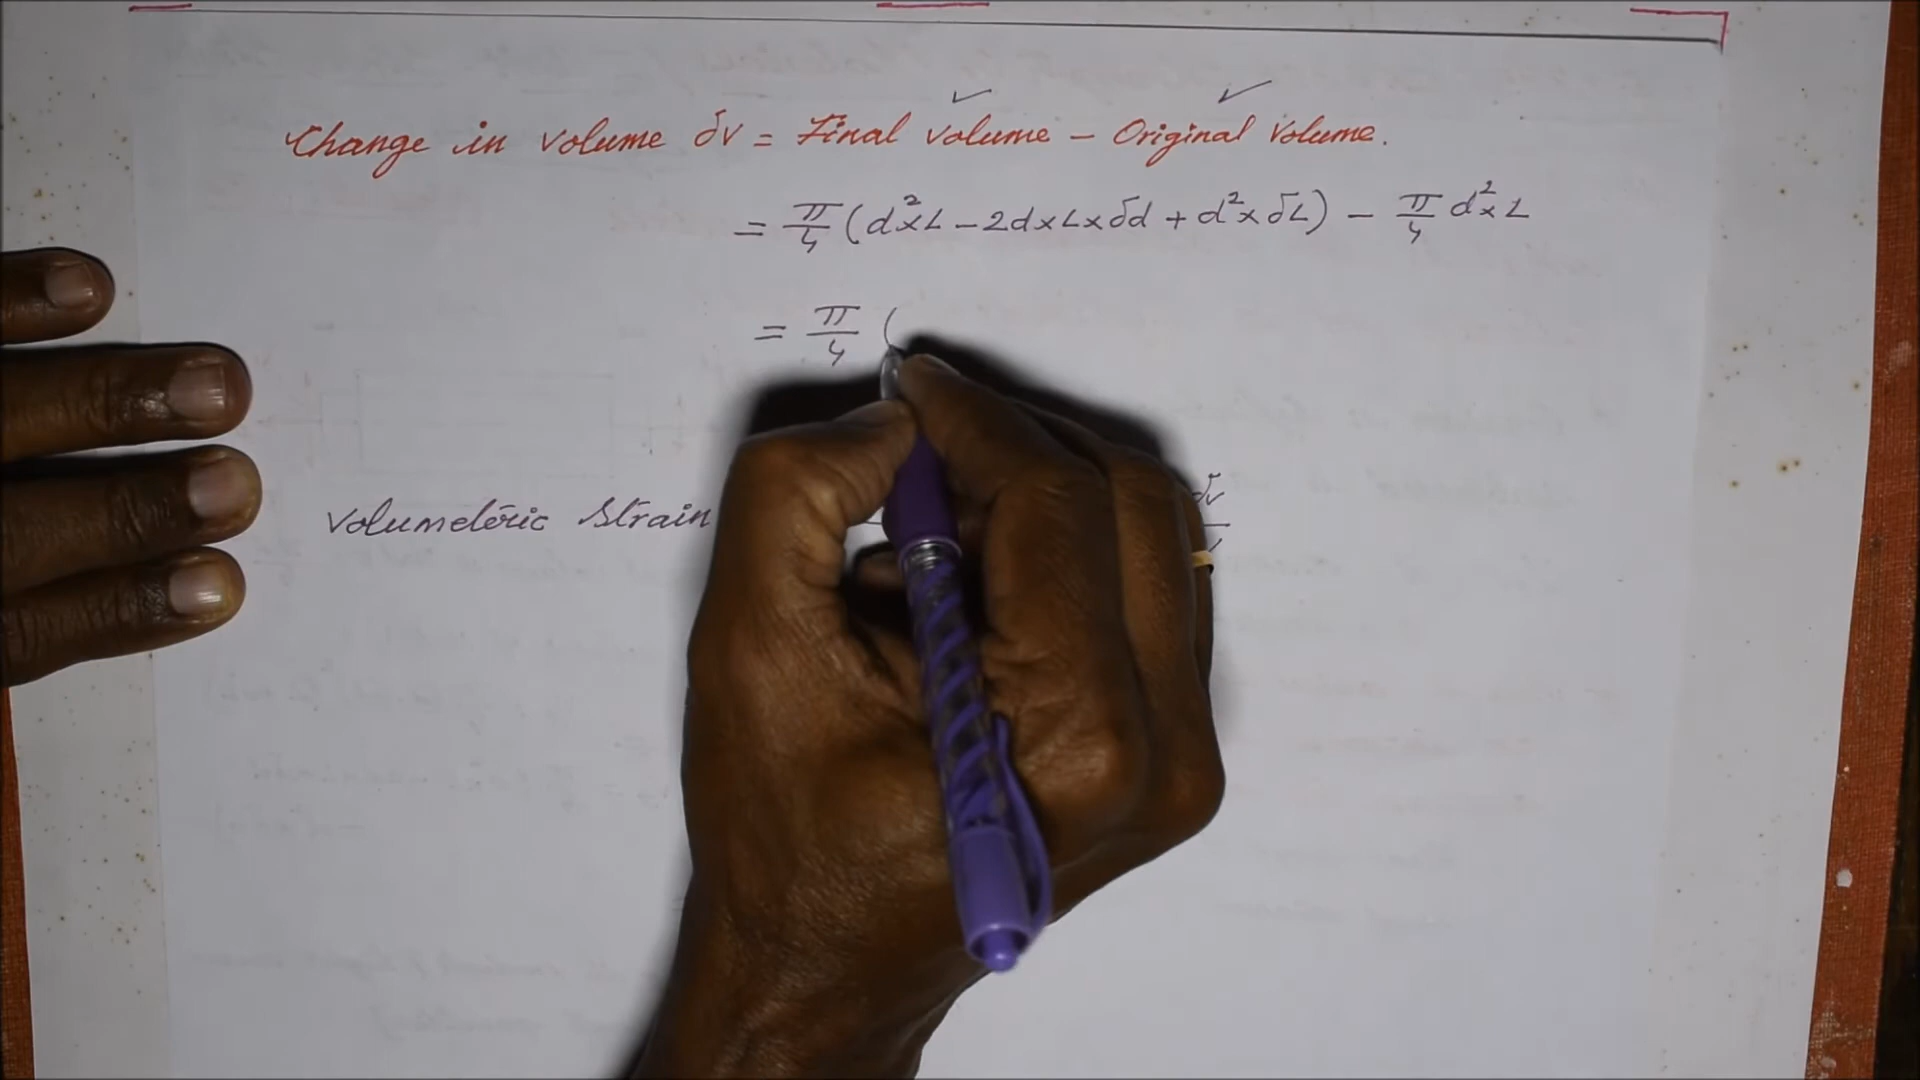 Change in volume δv = Final volume – Original Volume.
= π/4 (d²×L – 2d×L×δd + d²×δL) – π/4 d²×L
= π/4 (
Volumetric Strain δv